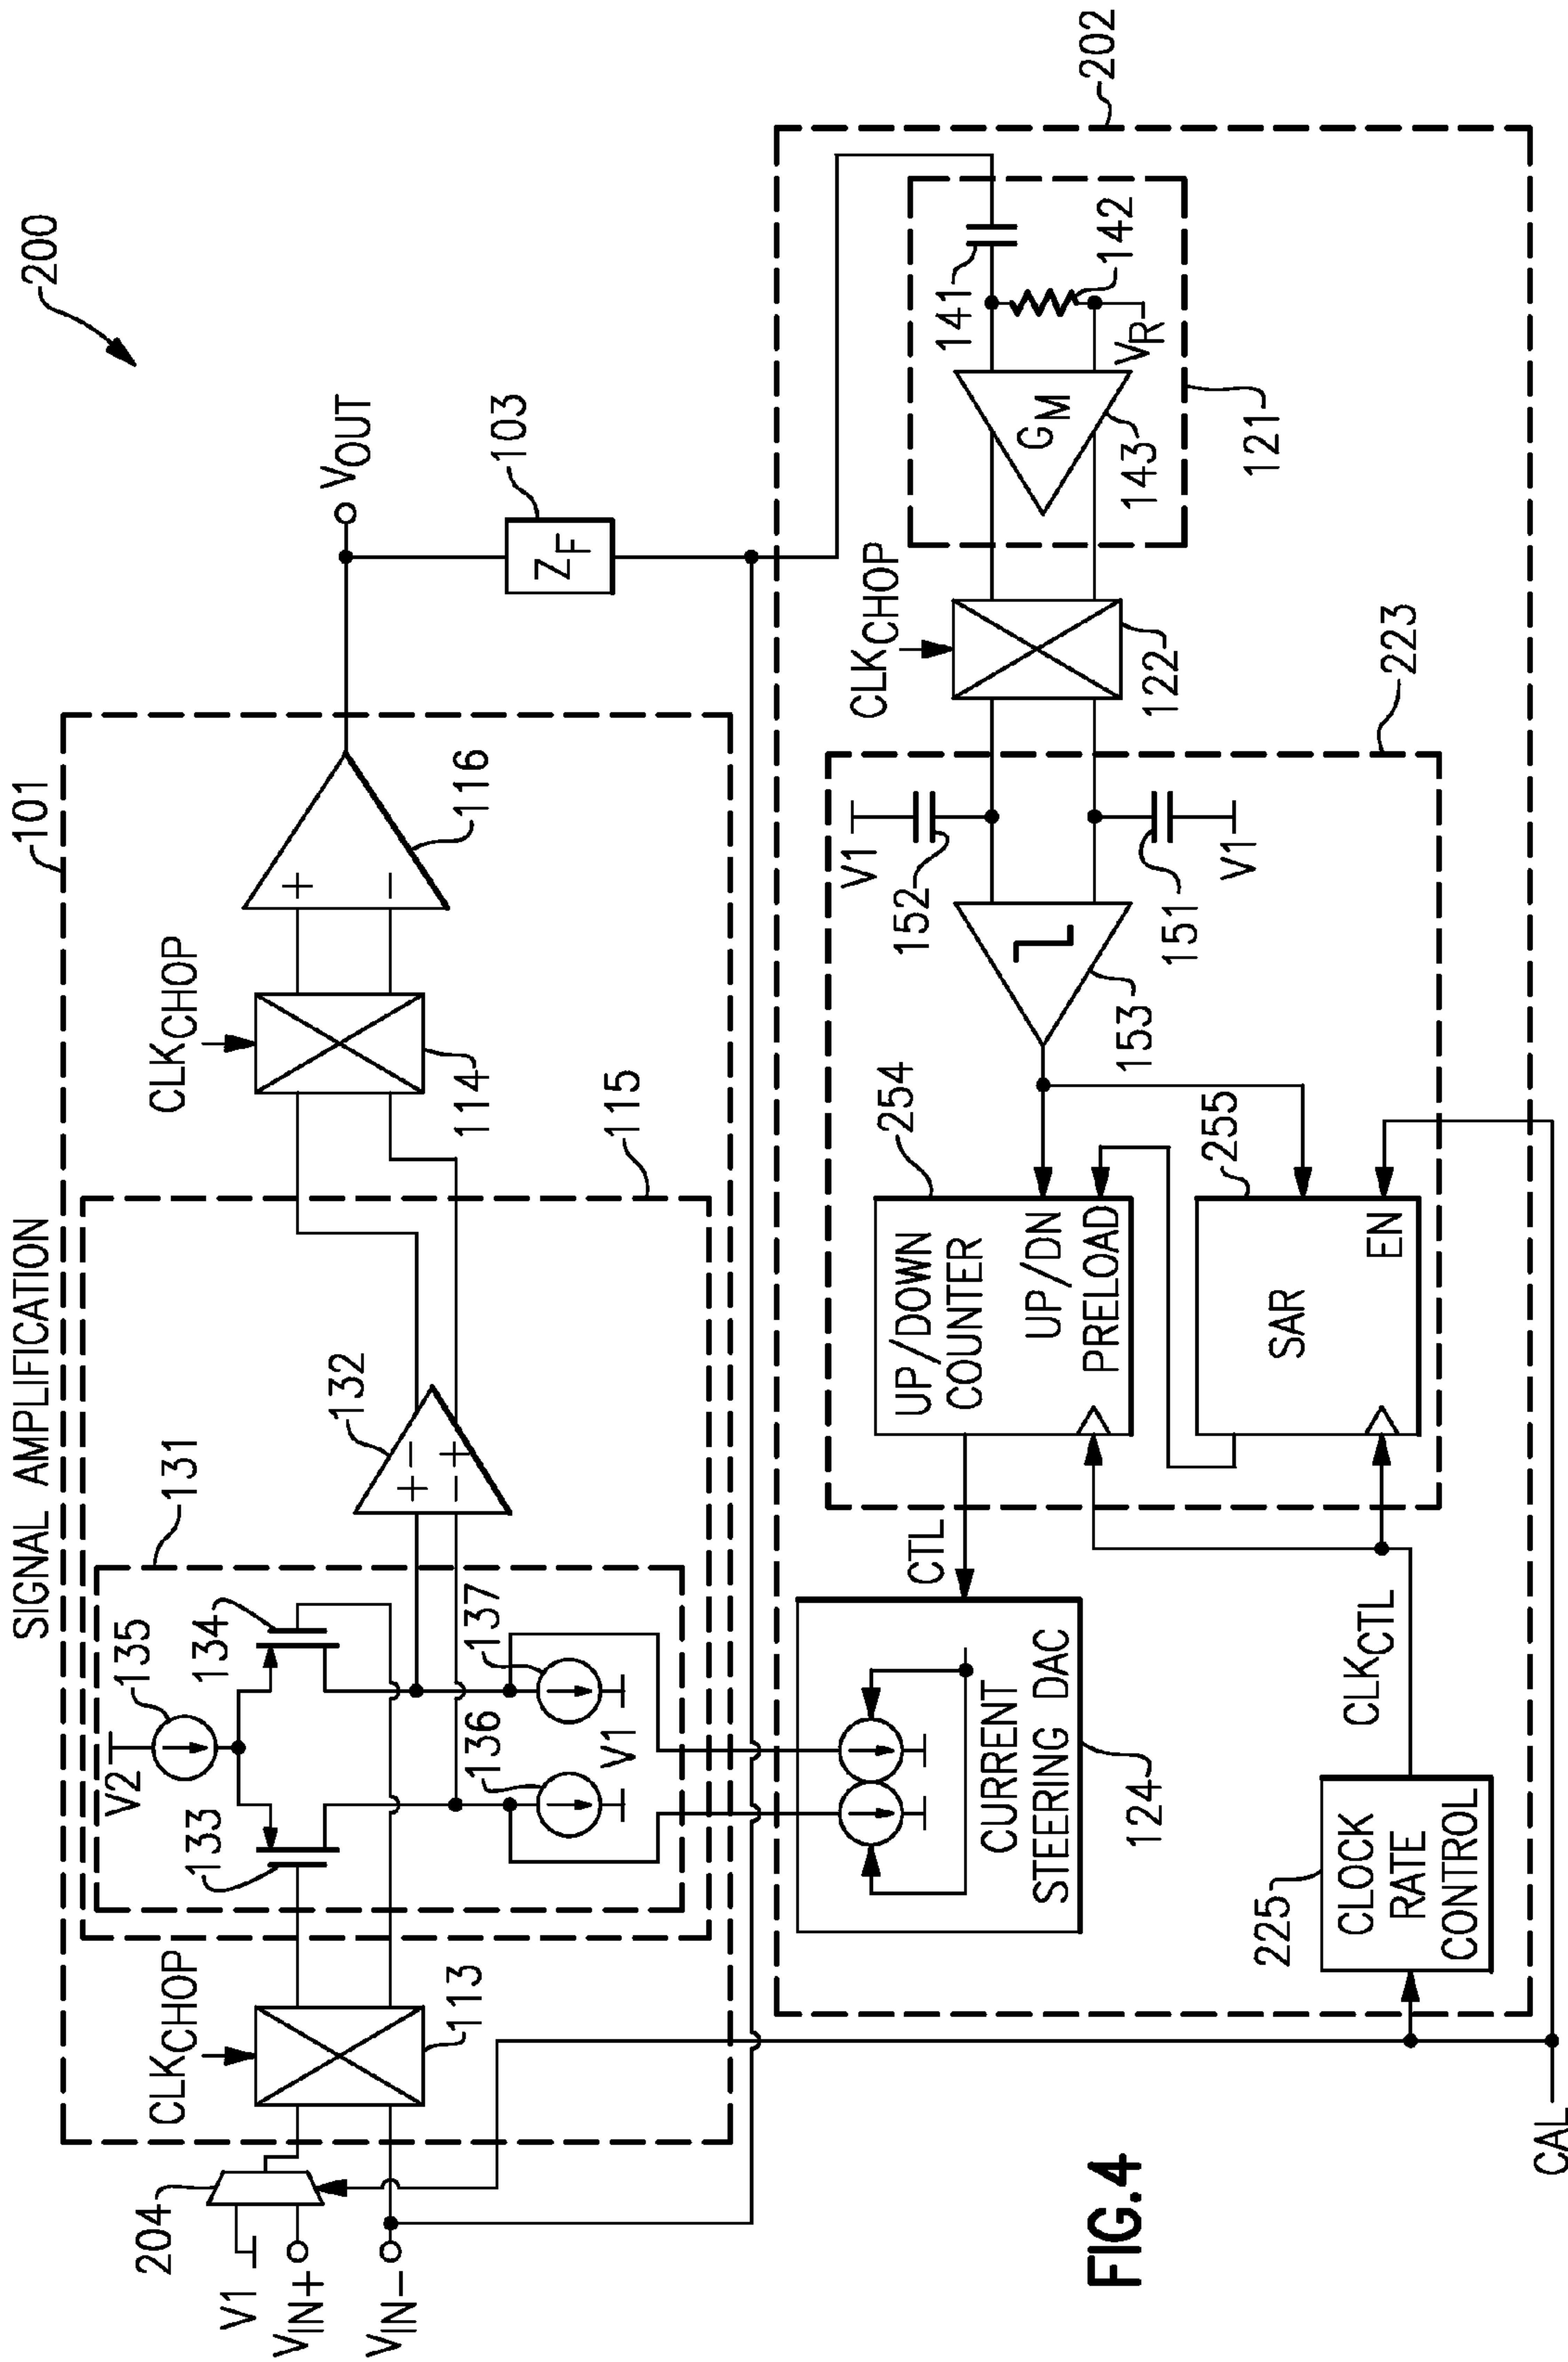 200
SIGNAL AMPLIFICATION
101
204
V1
VIN+
VIN−
CLKCHOP
113
115
131
V2
135
133
134
136
137
V1
132
+ −
− +
CLKCHOP
114
+
−
116
VOUT
ZF
103
202
CURRENT
STEERING DAC
124
CTL
223
UP/DOWN
COUNTER
UP/DN
PRELOAD
254
SAR
EN
255
153
V1
152
151
V1
CLKCHOP
122
GM
143
141
142
VR
121
CLKCTL
CLOCK
RATE
CONTROL
225
CAL
FIG.4